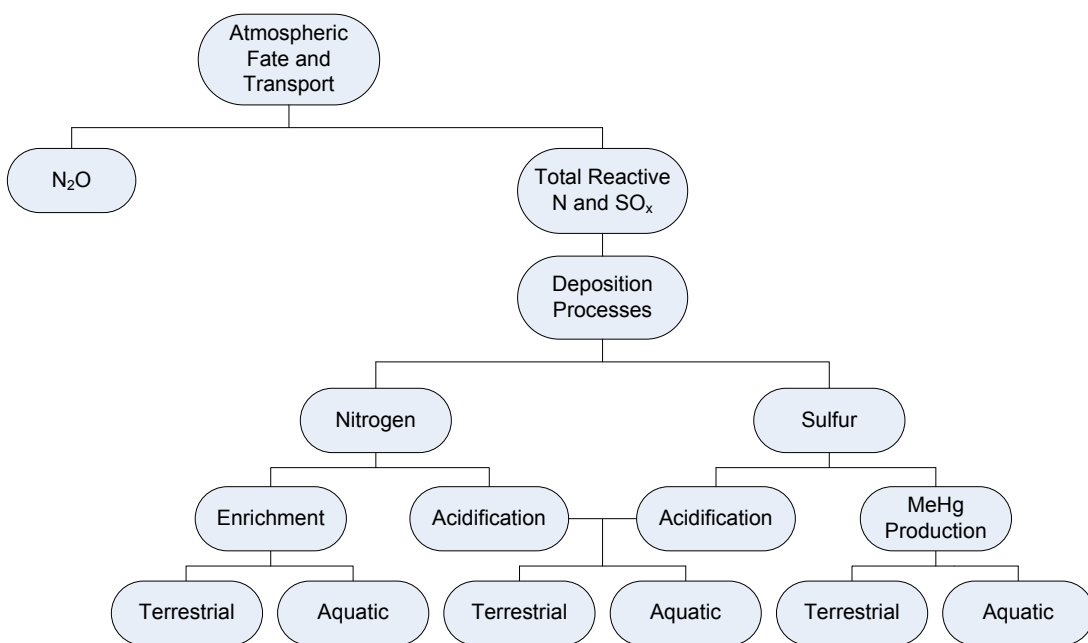 Atmospheric
Fate and
Transport
N₂O
Total Reactive
N and SOₓ
Deposition
Processes
Nitrogen
Sulfur
Enrichment
Acidification
Acidification
MeHg
Production
Terrestrial
Aquatic
Terrestrial
Aquatic
Terrestrial
Aquatic